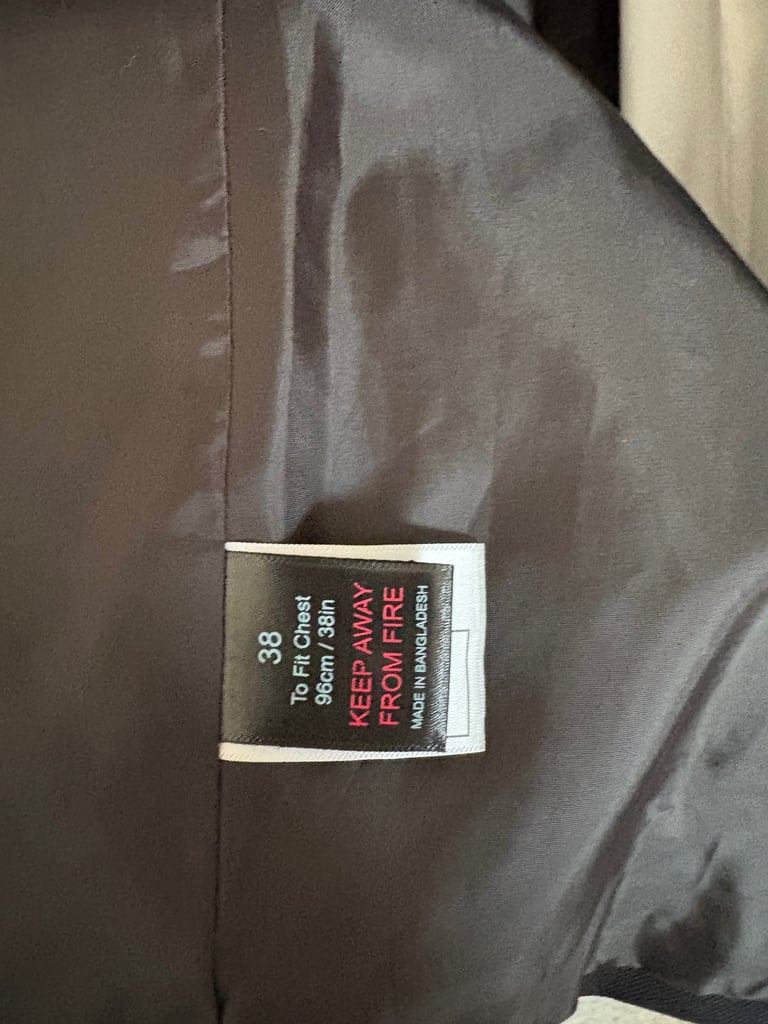 38
To Fit Chest
96cm / 38in
KEEP AWAY
FROM FIRE
MADE IN BANGLADESH